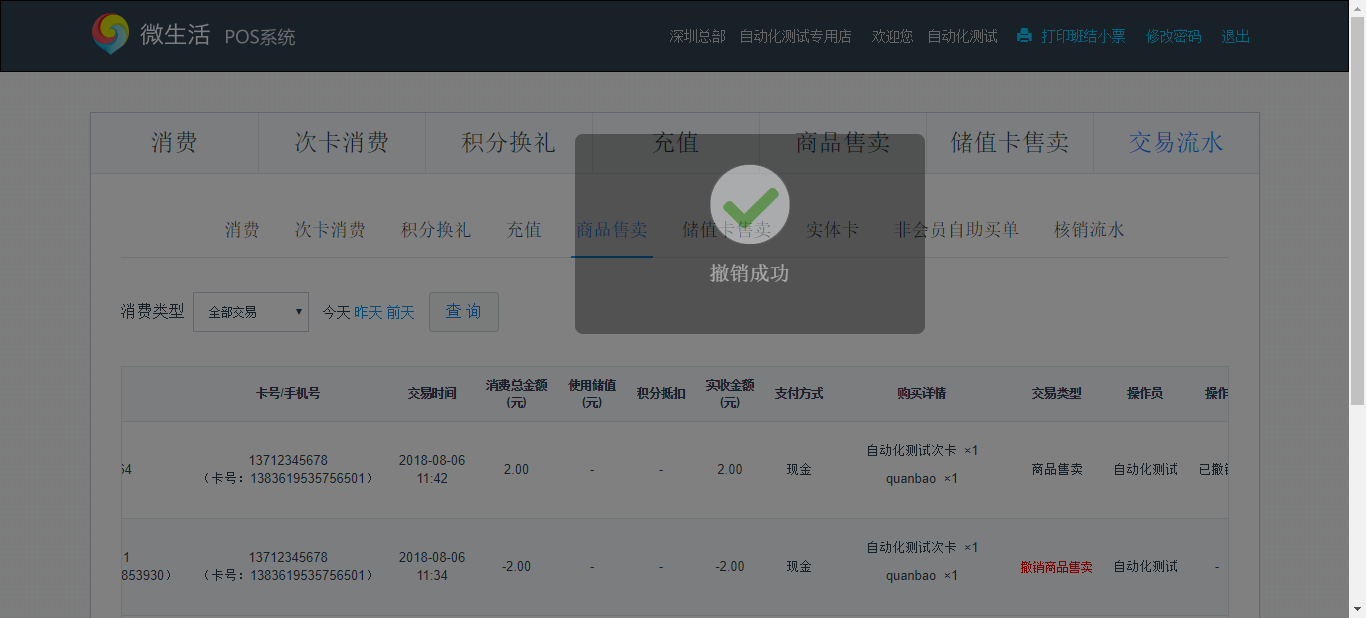 微生活 POS系统
深圳总部 自动化测试专用店 欢迎您 自动化测试 打印班结小票 修改密码 退出
消费 次卡消费 积分换礼 充值 商品售卖 储值卡售卖 交易流水
消费 次卡消费 积分换礼 充值 商品售卖 储值卡售卖 实体卡 非会员自助买单 核销流水
撤销成功
消费类型 全部交易 今天 昨天 前天 查 询
卡号/手机号 交易时间 消费总金额(元) 使用储值(元) 积分抵扣 实收金额(元) 支付方式 购买详情 交易类型 操作员 操作
自动化测试次卡 ×1
64 13712345678 2018-08-06 2.00 - - 2.00 现金 商品售卖 自动化测试 已撤销
（卡号：1383619535756501） 11:42 quanbao ×1
自动化测试次卡 ×1
1 13712345678 2018-08-06 -2.00 - - -2.00 现金 撤销商品售卖 自动化测试 -
853930） （卡号：1383619535756501） 11:34 quanbao ×1